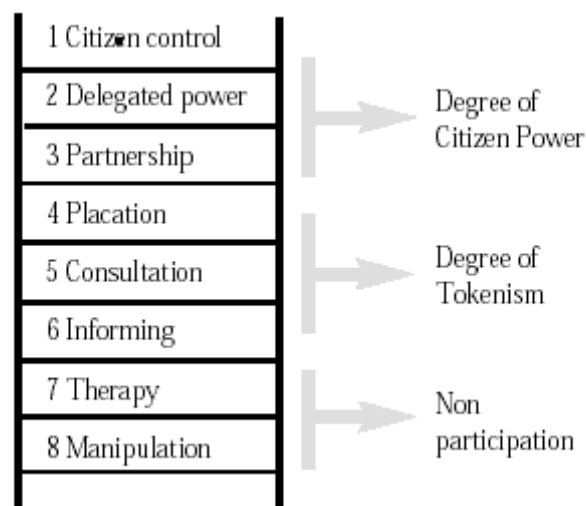 1 Citizen control
2 Delegated power
3 Partnership
4 Placation
5 Consultation
6 Informing
7 Therapy
8 Manipulation
Degree of
Citizen Power
Degree of
Tokenism
Non
participation